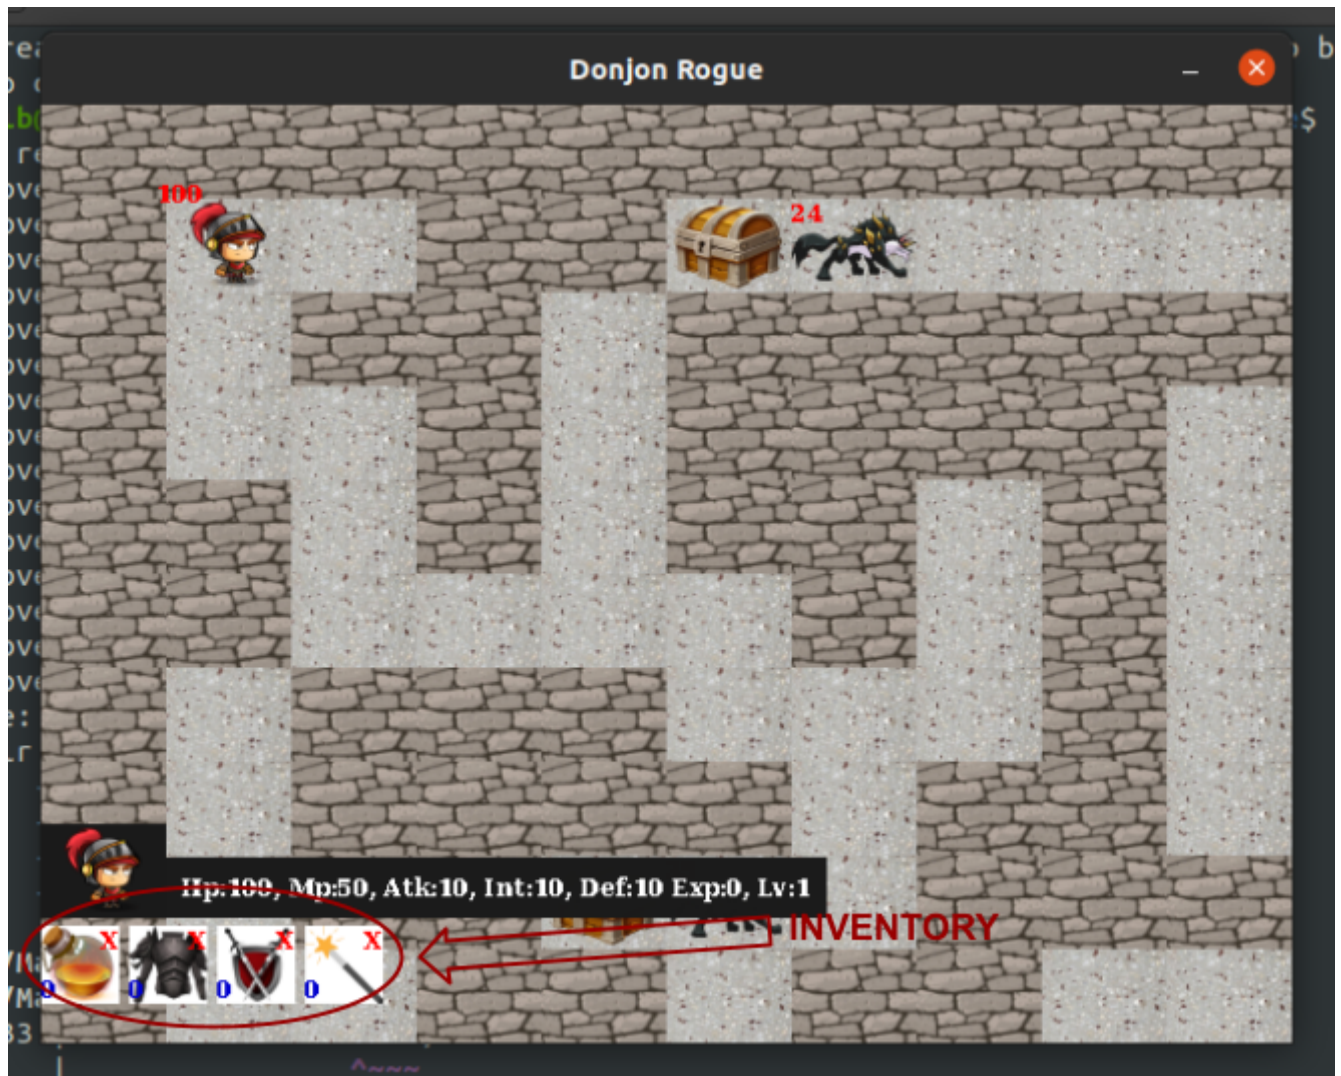 Donjon Rogue
100
24
Hp:100, Mp:50, Atk:10, Int:10, Def:10 Exp:0, Lv:1
INVENTORY
X X X X
0 0 0 0